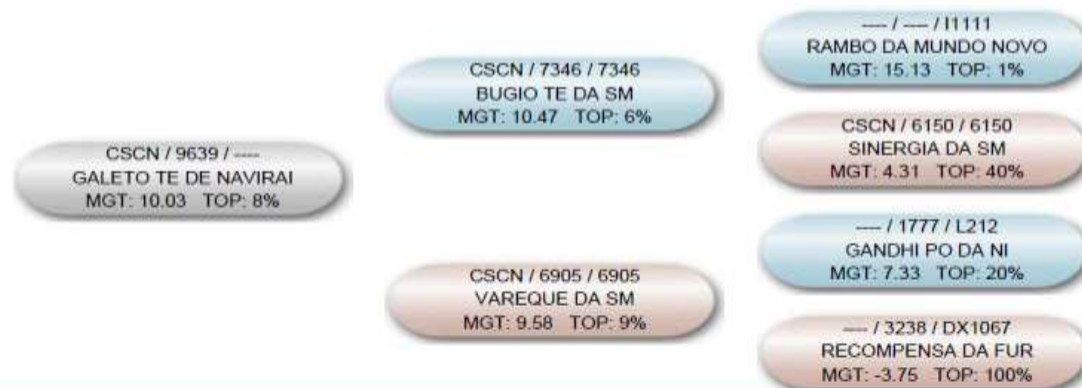 CSCN / 9639 / ----
GALETO TE DE NAVIRAI
MGT: 10.03 TOP: 8%
CSCN / 7346 / 7346
BUGIO TE DA SM
MGT: 10.47 TOP: 6%
CSCN / 6905 / 6905
VAREQUE DA SM
MGT: 9.58 TOP: 9%
---- / ---- / I1111
RAMBO DA MUNDO NOVO
MGT: 15.13 TOP: 1%
CSCN / 6150 / 6150
SINERGIA DA SM
MGT: 4.31 TOP: 40%
---- / 1777 / L212
GANDHI PO DA NI
MGT: 7.33 TOP: 20%
---- / 3238 / DX1067
RECOMPENSA DA FUR
MGT: -3.75 TOP: 100%